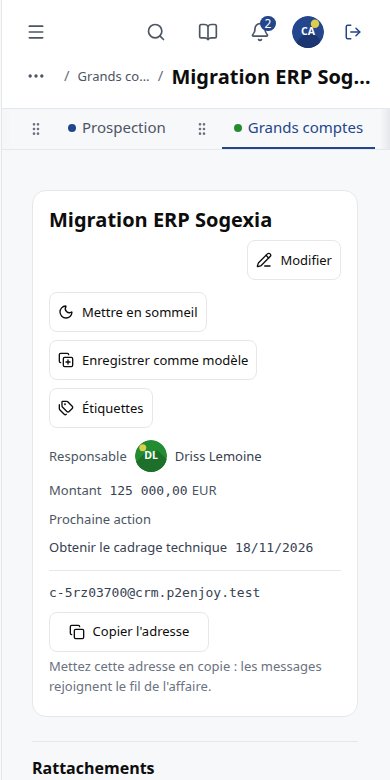 2
CA
... / Grands co... / Migration ERP Sog...
Prospection
Grands comptes
Migration ERP Sogexia
Modifier
Mettre en sommeil
Enregistrer comme modèle
Étiquettes
Responsable DL Driss Lemoine
Montant 125 000,00 EUR
Prochaine action
Obtenir le cadrage technique 18/11/2026
c-5rz03700@crm.p2enjoy.test
Copier l'adresse
Mettez cette adresse en copie : les messages
rejoignent le fil de l'affaire.
Rattachements